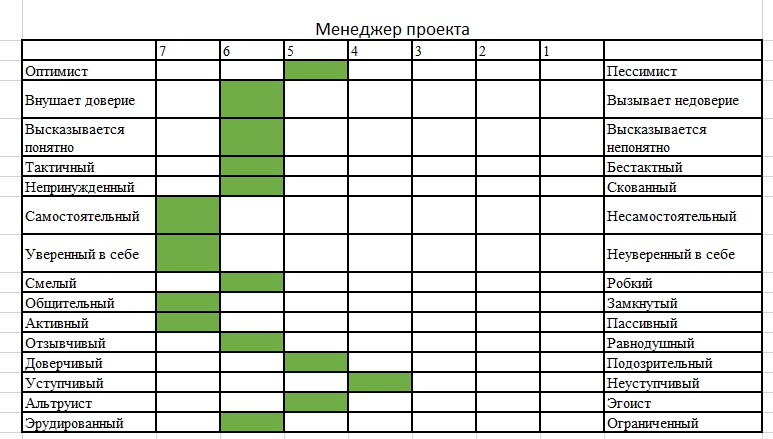 Менеджер проекта
7 6 5 4 3 2 1
Оптимист Пессимист
Внушает доверие Вызывает недоверие
Высказывается Высказывается
понятно непонятно
Тактичный Бестактный
Непринужденный Скованный
Самостоятельный Несамостоятельный
Уверенный в себе Неуверенный в себе
Смелый Робкий
Общительный Замкнутый
Активный Пассивный
Отзывчивый Равнодушный
Доверчивый Подозрительный
Уступчивый Неуступчивый
Альтруист Эгоист
Эрудированный Ограниченный